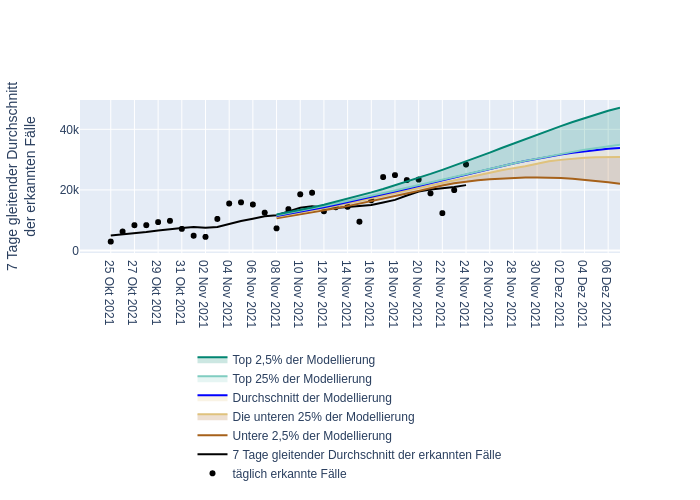 7 Tage gleitender Durchschnitt
der erkannten Fälle
40k
20k
0
25 Okt 2021
27 Okt 2021
29 Okt 2021
31 Okt 2021
02 Nov 2021
04 Nov 2021
06 Nov 2021
08 Nov 2021
10 Nov 2021
12 Nov 2021
14 Nov 2021
16 Nov 2021
18 Nov 2021
20 Nov 2021
22 Nov 2021
24 Nov 2021
26 Nov 2021
28 Nov 2021
30 Nov 2021
02 Dez 2021
04 Dez 2021
06 Dez 2021
Top 2,5% der Modellierung
Top 25% der Modellierung
Durchschnitt der Modellierung
Die unteren 25% der Modellierung
Untere 2,5% der Modellierung
7 Tage gleitender Durchschnitt der erkannten Fälle
täglich erkannte Fälle